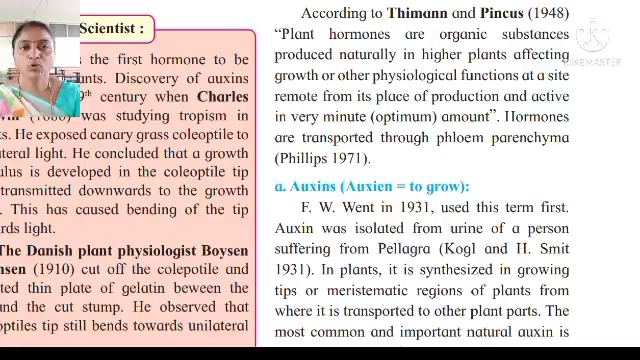 Scientist :
s the first hormone to be
nts. Discovery of auxins
9th century when Charles
was studying tropism in
ks. He exposed canary grass coleoptile to
ateral light. He concluded that a growth
ulus is developed in the coleoptile tip
transmitted downwards to the growth
. This has caused bending of the tip
ards light.
The Danish plant physiologist Boysen
nsen (1910) cut off the colepotile and
ted thin plate of gelatin beween the
nd the cut stump. He observed that
optiles tip still bends towards unilateral
According to Thimann and Pincus (1948)
“Plant hormones are organic substances
produced naturally in higher plants affecting
growth or other physiological functions at a site
remote from its place of production and active
in very minute (optimum) amount”. Hormones
are transported through phloem parenchyma
(Phillips 1971).
a. Auxins (Auxien = to grow):
F. W. Went in 1931, used this term first.
Auxin was isolated from urine of a person
suffering from Pellagra (Kogl and H. Smit
1931). In plants, it is synthesized in growing
tips or meristematic regions of plants from
where it is transported to other plant parts. The
most common and important natural auxin is
KINEMASTER